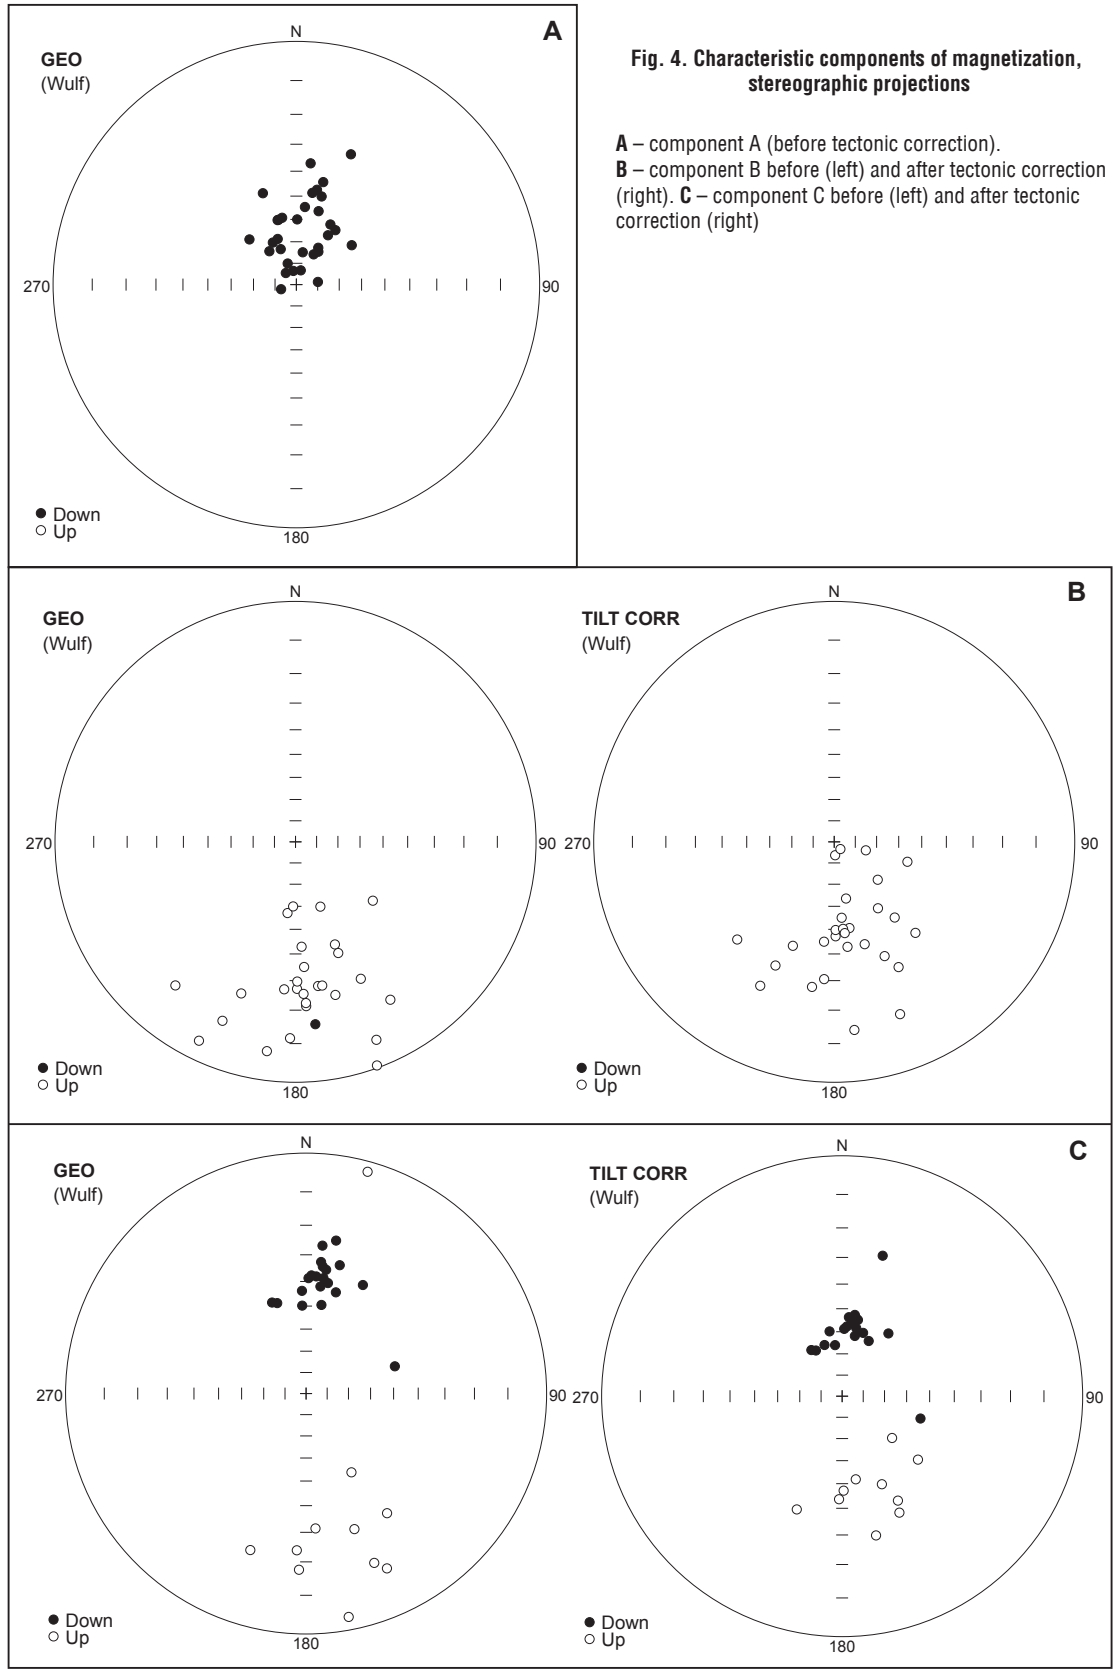 A
N
GEO
(Wulf)
270
90
Down
Up
180
Fig. 4. Characteristic components of magnetization,
stereographic projections
A – component A (before tectonic correction).
B – component B before (left) and after tectonic correction
(right). C – component C before (left) and after tectonic
correction (right)
B
N
GEO
(Wulf)
270
90
Down
Up
180
N
TILT CORR
(Wulf)
270
90
Down
Up
180
C
N
GEO
(Wulf)
270
90
Down
Up
180
N
TILT CORR
(Wulf)
270
90
Down
Up
180